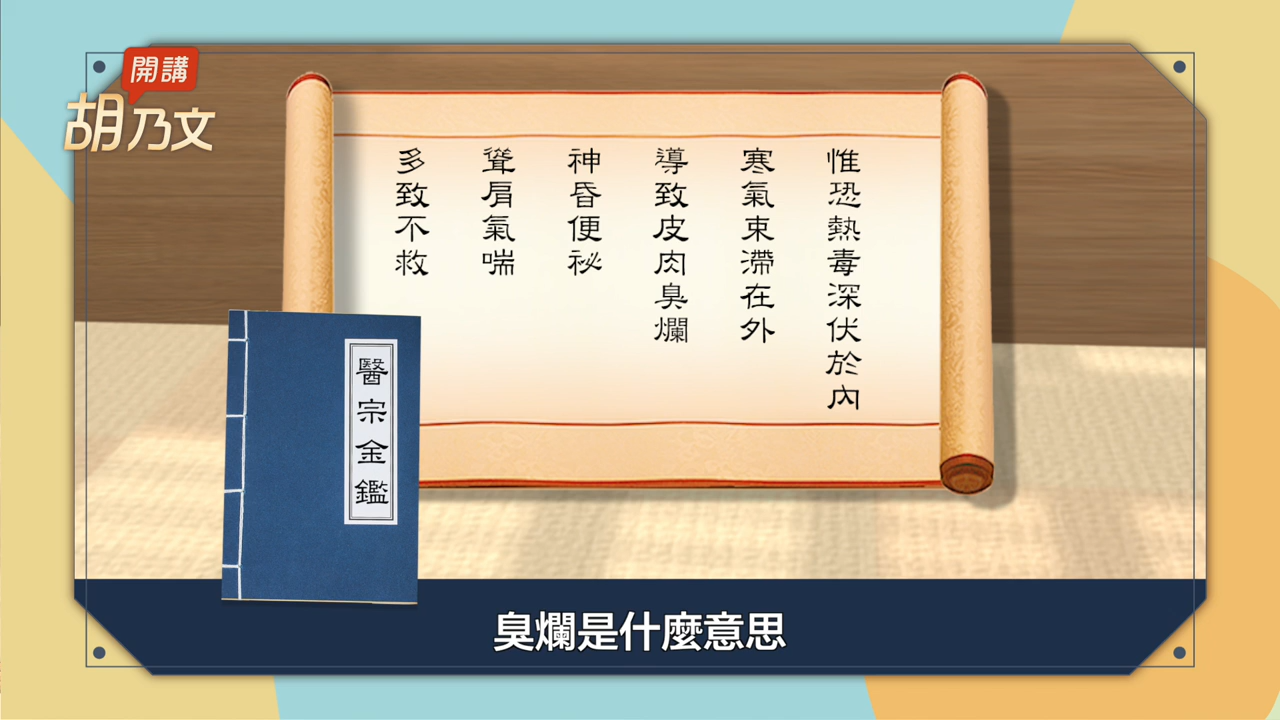 開講
胡乃文
惟恐熱毒深伏於內
寒氣束滯在外
導致皮肉臭爛
神昏便祕
聳肩氣喘
多致不救
醫宗金鑑
臭爛是什麼意思